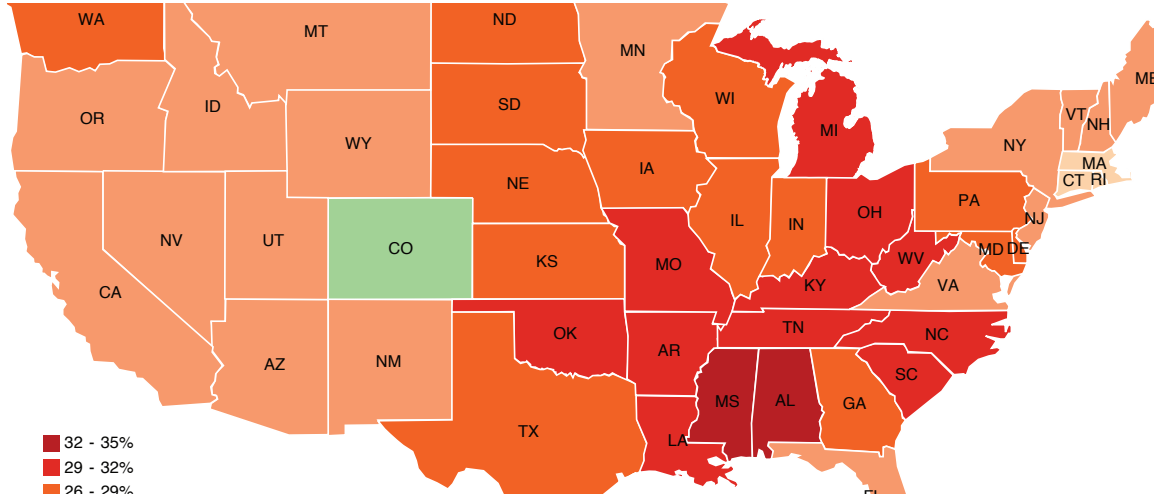 WA
ND
MT
MN
ME
OR
ID
SD
WI
WY
MI
VT
NH
NY
MA
CT RI
IA
NE
PA
NV
UT
CO
IL
IN
OH
NJ
KS
MO
WV
MD DE
CA
KY
VA
OK
TN
NC
AZ
NM
AR
SC
MS
AL
GA
TX
LA
32 - 35%
29 - 32%
26 - 29%